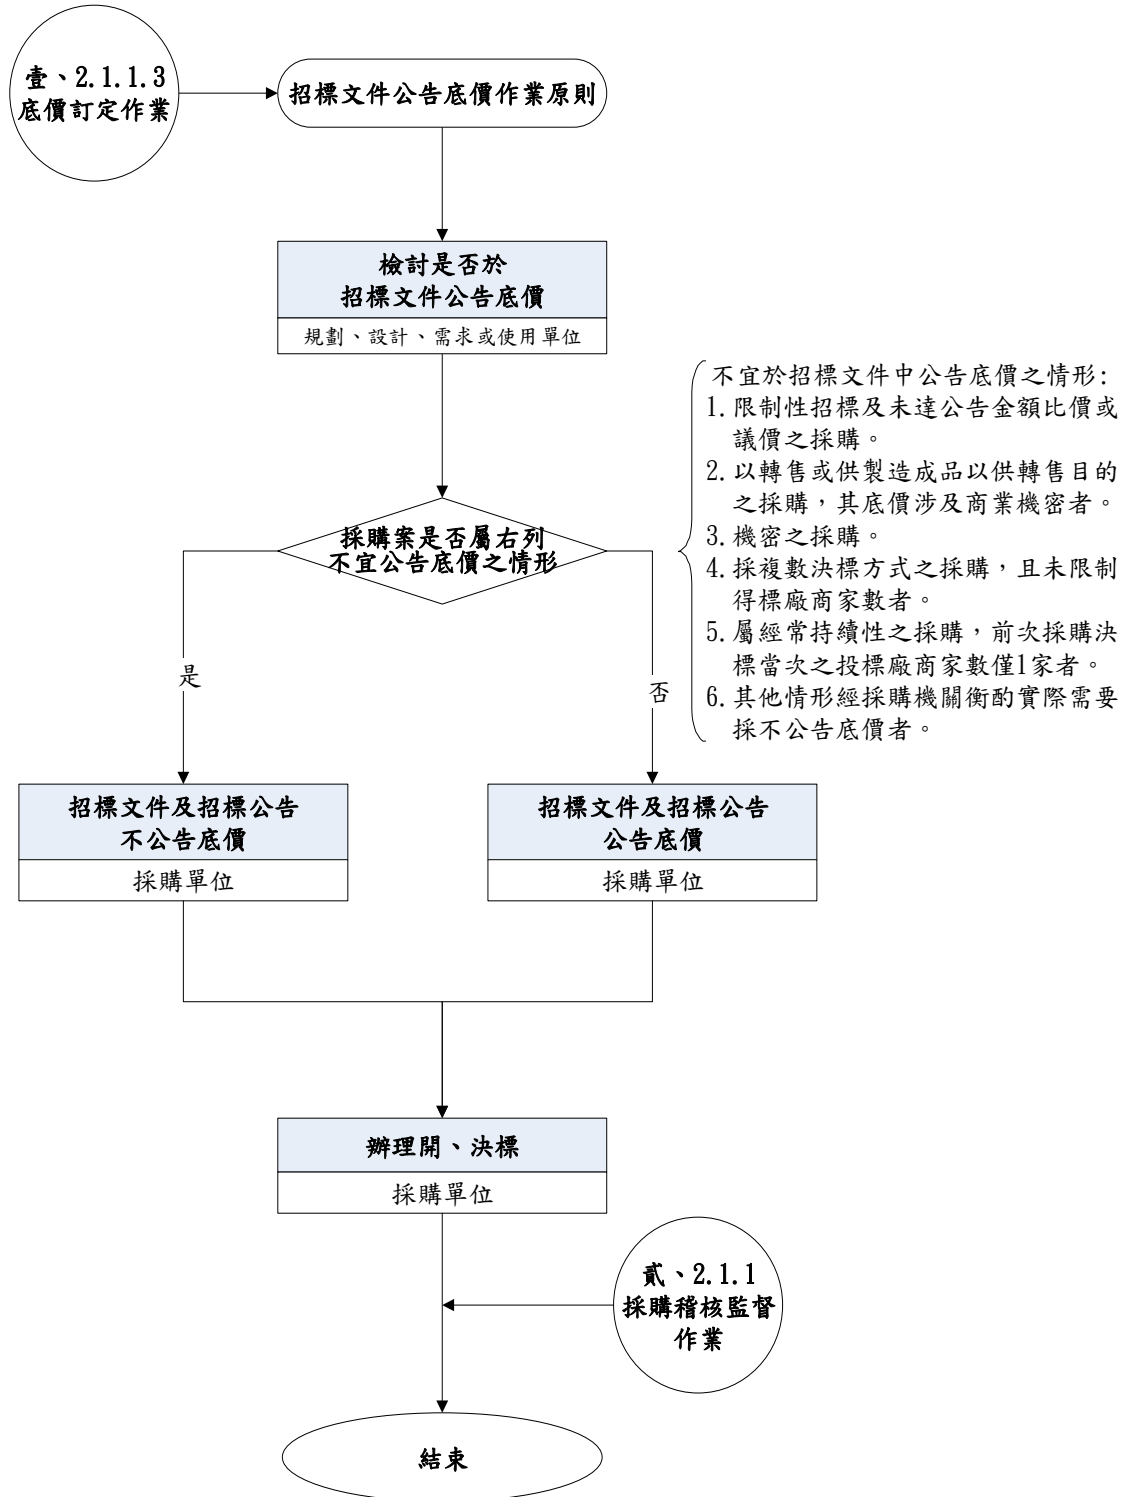 壹、2.1.1.3
底價訂定作業
招標文件公告底價作業原則
檢討是否於
招標文件公告底價
規劃、設計、需求或使用單位
不宜於招標文件中公告底價之情形:
1.限制性招標及未達公告金額比價或
議價之採購。
2.以轉售或供製造成品以供轉售目的
之採購，其底價涉及商業機密者。
3.機密之採購。
4.採複數決標方式之採購，且未限制
得標廠商家數者。
5.屬經常持續性之採購，前次採購決
標當次之投標廠商家數僅1家者。
6.其他情形經採購機關衡酌實際需要
採不公告底價者。
採購案是否屬右列
不宜公告底價之情形
是
否
招標文件及招標公告
不公告底價
採購單位
招標文件及招標公告
公告底價
採購單位
辦理開、決標
採購單位
貳、2.1.1
採購稽核監督
作業
結束